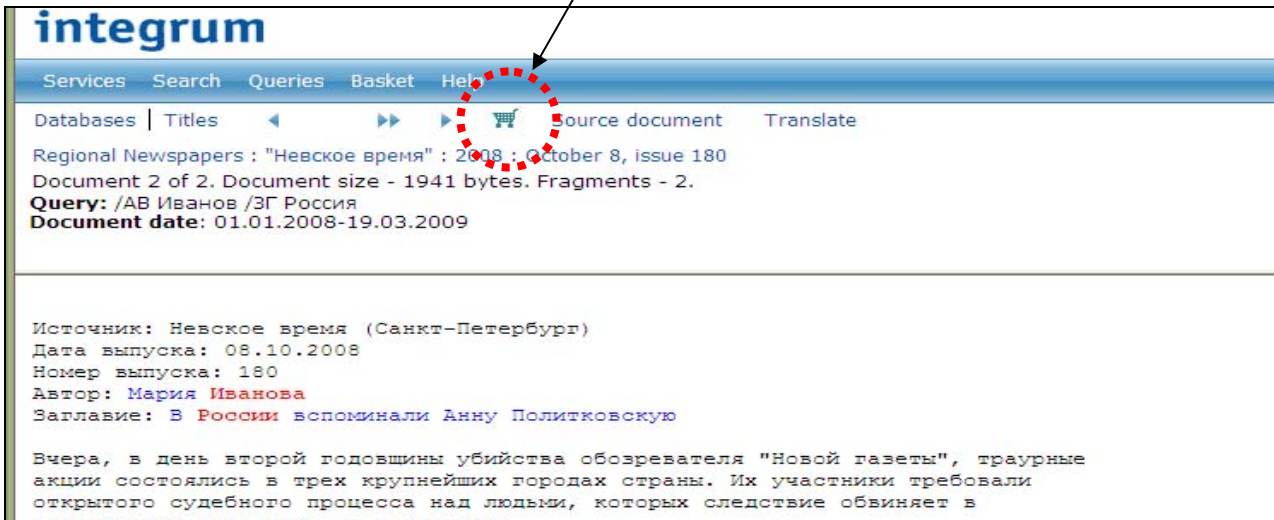 integrum
Services Search Queries Basket Help
Databases | Titles Source document Translate
Regional Newspapers : "Невское время" : 2008 : October 8, issue 180
Document 2 of 2. Document size - 1941 bytes. Fragments - 2.
Query: /АВ Иванов /ЗГ Россия
Document date: 01.01.2008-19.03.2009
Источник: Невское время (Санкт-Петербург)
Дата выпуска: 08.10.2008
Номер выпуска: 180
Автор: Мария Иванова
Заглавие: В России вспоминали Анну Политковскую
Вчера, в день второй годовщины убийства обозревателя "Новой газеты", траурные
акции состоялись в трех крупнейших городах страны. Их участники требовали
открытого судебного процесса над людьми, которых следствие обвиняет в